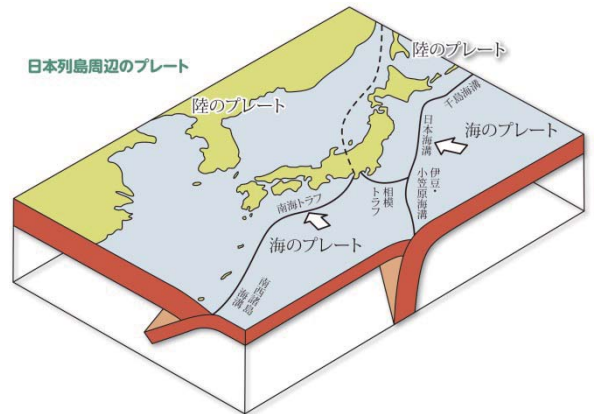 日本列島周辺のプレート
陸のプレート
陸のプレート
千島海溝
日本海溝
海のプレート
伊豆・
小笠原海溝
相模
トラフ
南海トラフ
海のプレート
南西諸島
海溝